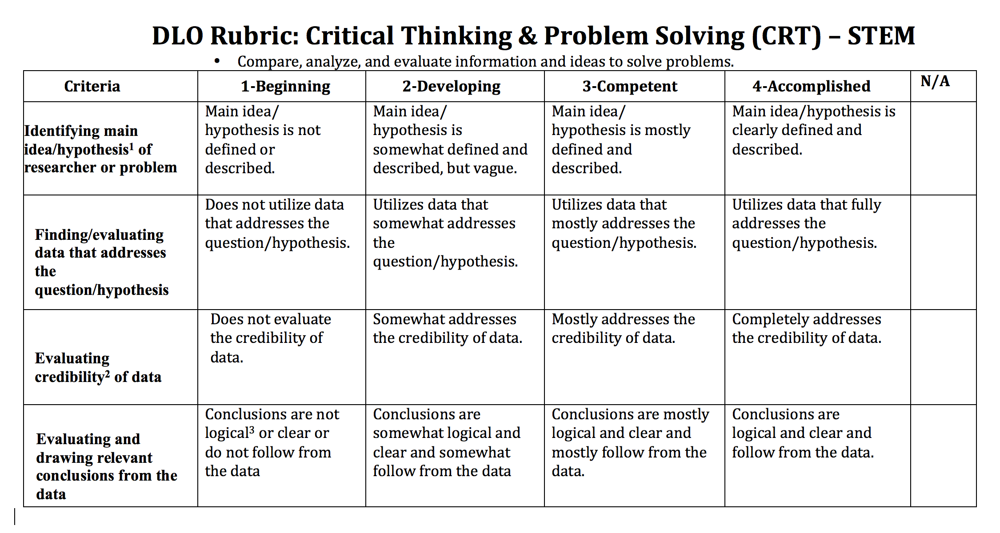 DLO Rubric: Critical Thinking & Problem Solving (CRT) – STEM
• Compare, analyze, and evaluate information and ideas to solve problems.
Criteria
1-Beginning
2-Developing
3-Competent
4-Accomplished
N/A
Identifying main
idea/hypothesis¹ of
researcher or problem
Main idea/
hypothesis is not
defined or
described.
Main idea/
hypothesis is
somewhat defined and
described, but vague.
Main idea/
hypothesis is mostly
defined and
described.
Main idea/hypothesis is
clearly defined and
described.
Finding/evaluating
data that addresses
the
question/hypothesis
Does not utilize data
that addresses the
question/hypothesis.
Utilizes data that
somewhat addresses
the
question/hypothesis.
Utilizes data that
mostly addresses the
question/hypothesis.
Utilizes data that fully
addresses the
question/hypothesis.
Evaluating
credibility² of data
Does not evaluate
the credibility of
data.
Somewhat addresses
the credibility of data.
Mostly addresses the
credibility of data.
Completely addresses
the credibility of data.
Evaluating and
drawing relevant
conclusions from the
data
Conclusions are not
logical³ or clear or
do not follow from
the data
Conclusions are
somewhat logical and
clear and somewhat
follow from the data
Conclusions are mostly
logical and clear and
mostly follow from the
data.
Conclusions are
logical and clear and
follow from the data.